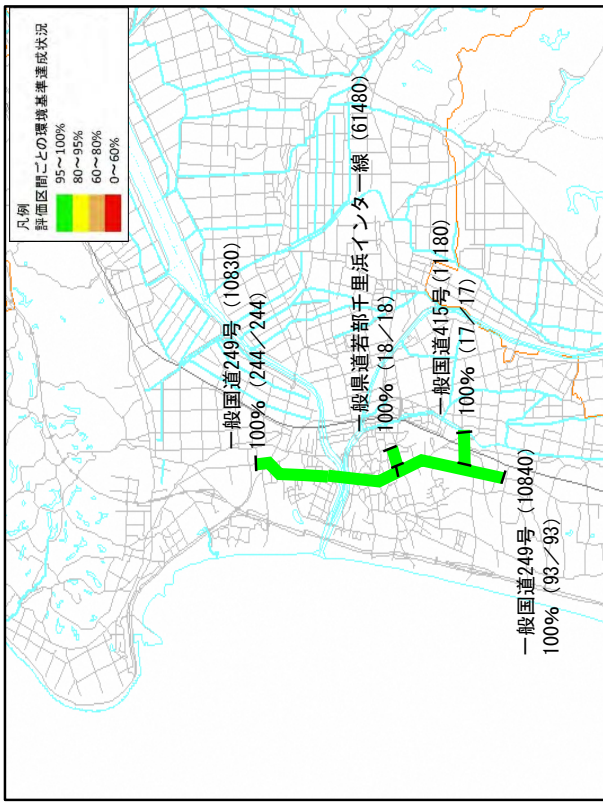 凡例
評価区間ごとの環境基準達成状況
95～100%
80～95%
60～80%
0～60%
一般国道249号 (10830)
100% (244／244)
一般県道若部千里浜インター線 (61480)
100% (18／18)
一般国道415号(11180)
100% (17／17)
一般国道249号 (10840)
100% (93／93)